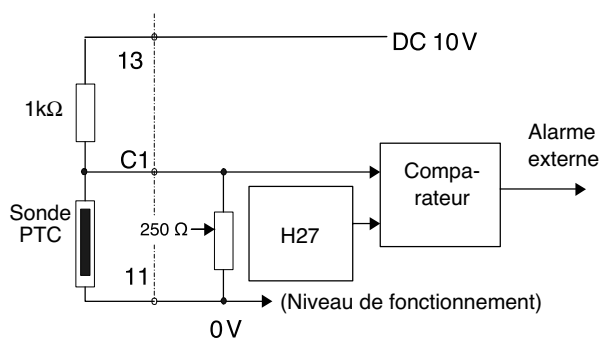 DC 10 V
13
1kΩ
C1
Alarme
externe
Compa-
rateur
Sonde
PTC
250 Ω
H27
11
(Niveau de fonctionnement)
0 V